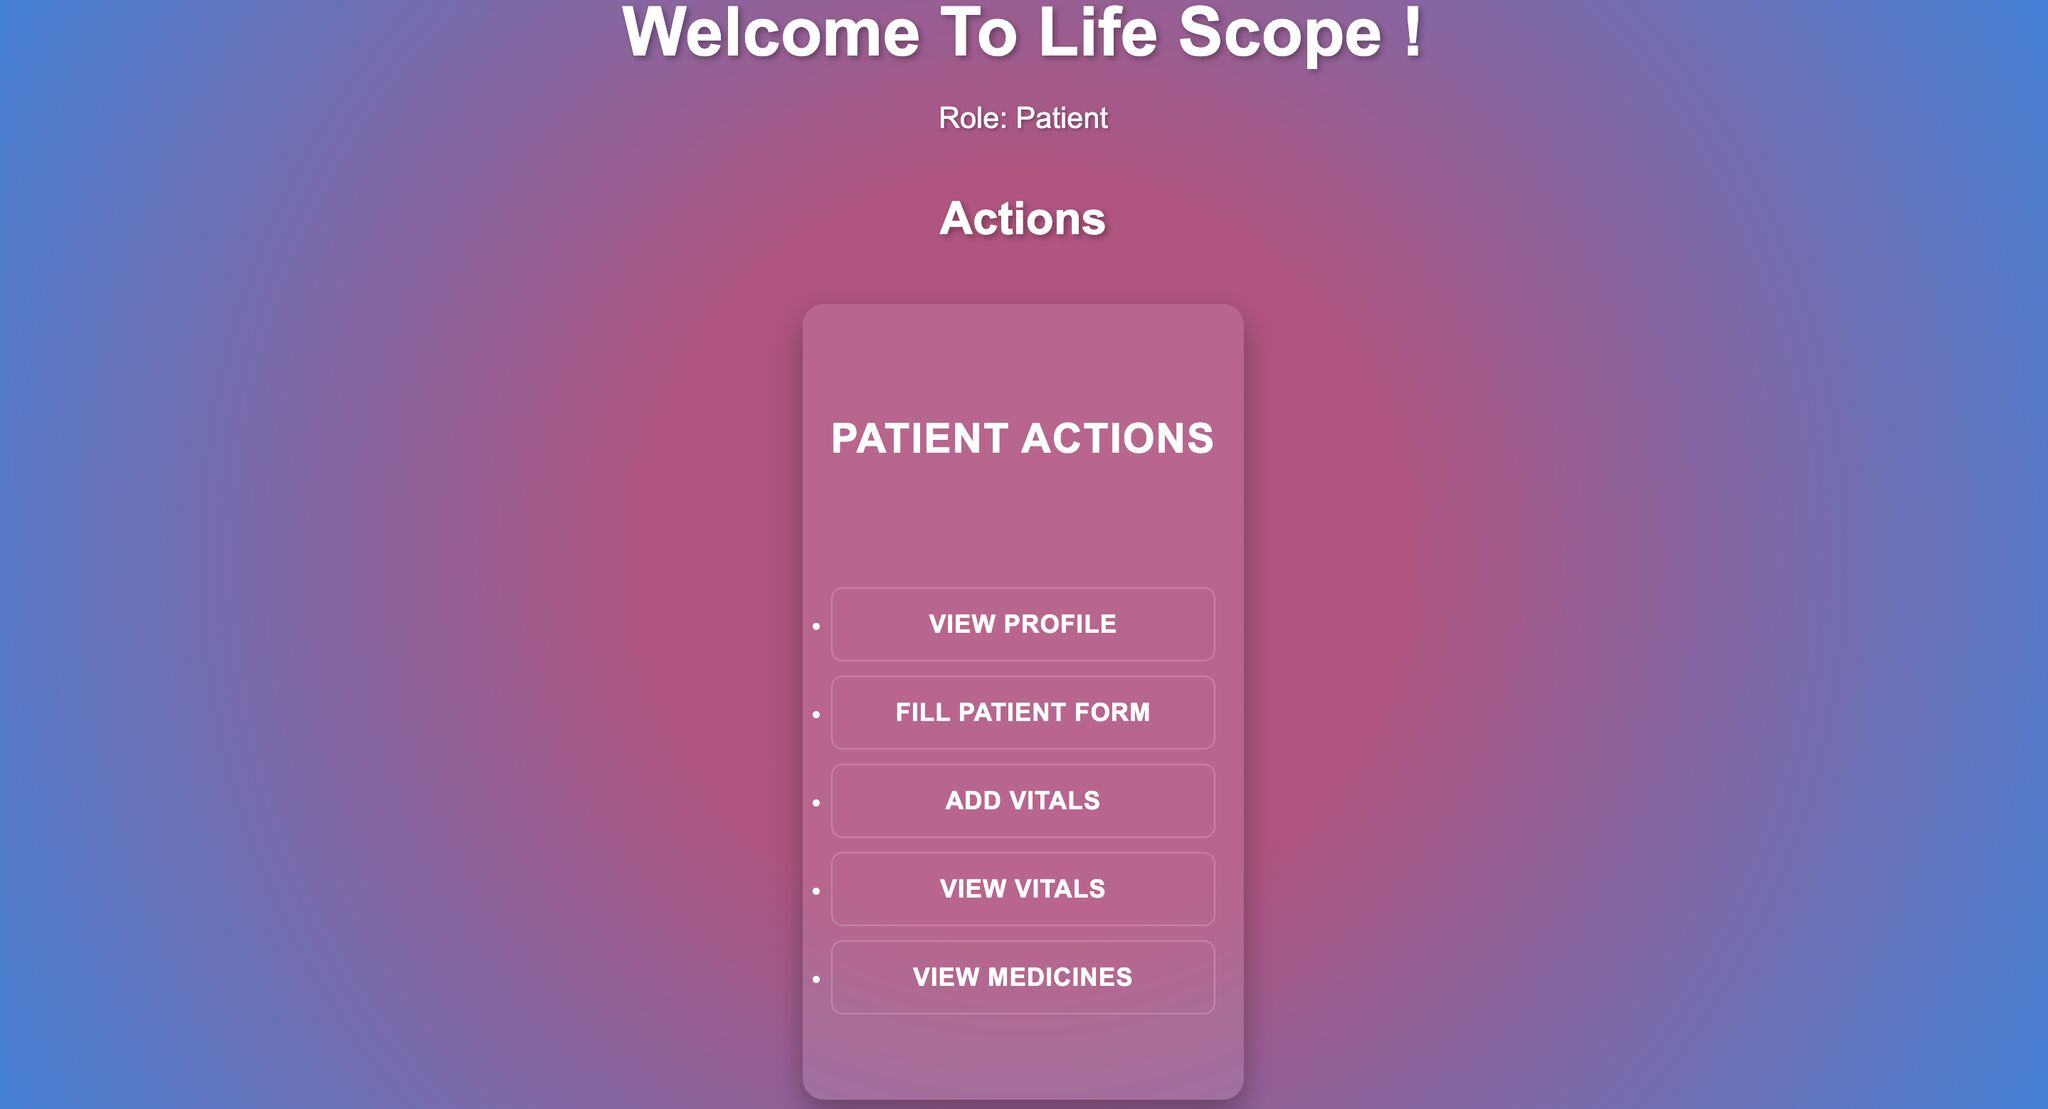 Welcome To Life Scope !
Role: Patient
Actions
PATIENT ACTIONS
VIEW PROFILE
FILL PATIENT FORM
ADD VITALS
VIEW VITALS
VIEW MEDICINES